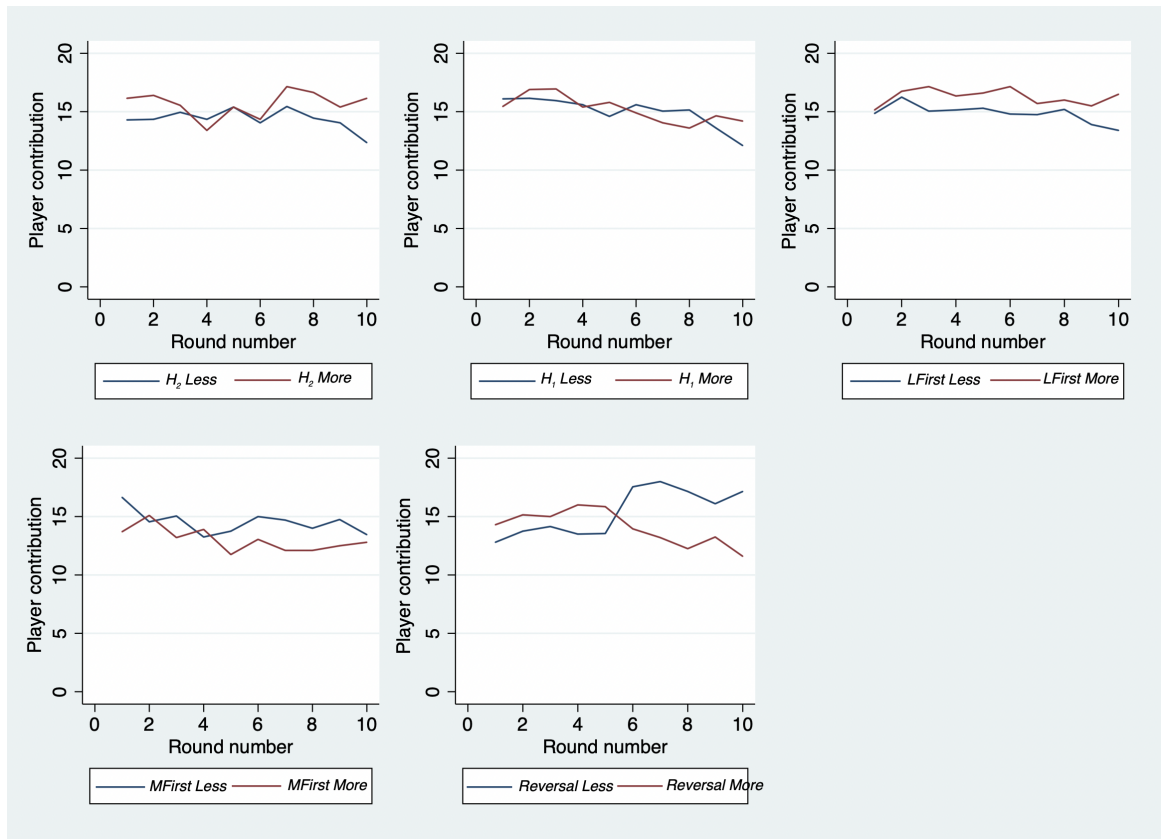 Player contribution
20
15
10
5
0
0 2 4 6 8 10
Round number
H₂ Less H₂ More
Player contribution
20
15
10
5
0
0 2 4 6 8 10
Round number
H₁ Less H₁ More
Player contribution
20
15
10
5
0
0 2 4 6 8 10
Round number
LFirst Less LFirst More
Player contribution
20
15
10
5
0
0 2 4 6 8 10
Round number
MFirst Less MFirst More
Player contribution
20
15
10
5
0
0 2 4 6 8 10
Round number
Reversal Less Reversal More